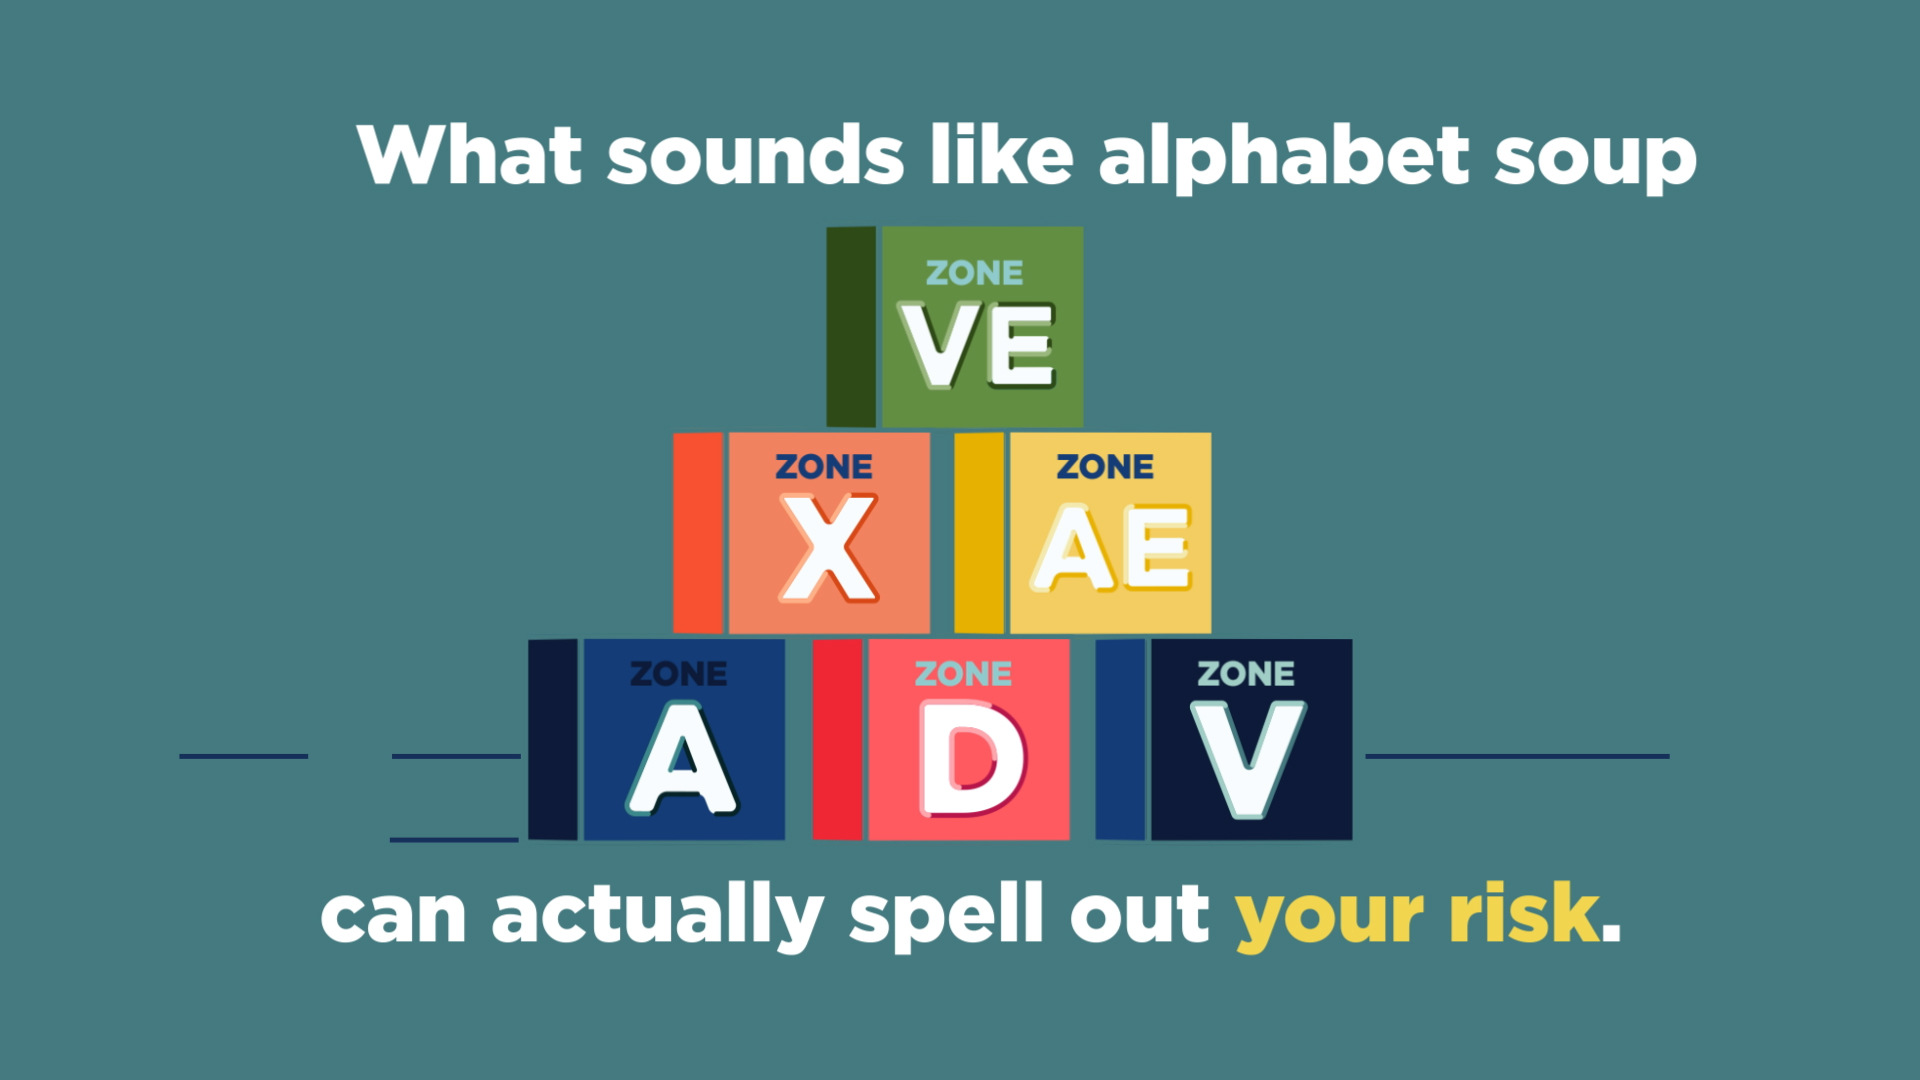 What sounds like alphabet soup
ZONE
VE
ZONE ZONE
X AE
ZONE ZONE ZONE
A D V
can actually spell out your risk.